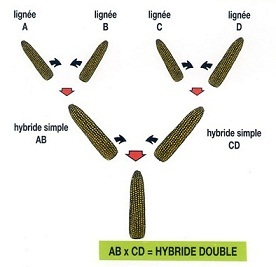 lignée lignée lignée lignée
A B C D
hybride simple hybride simple
AB CD
AB x CD = HYBRIDE DOUBLE